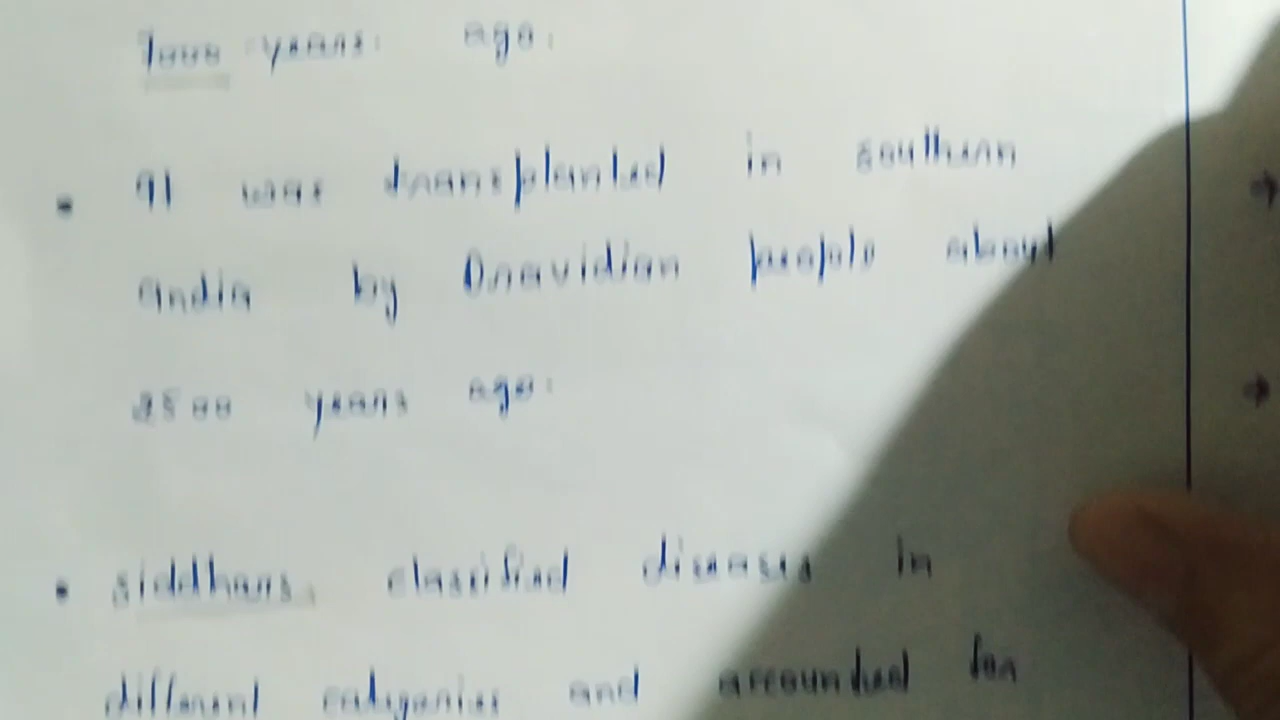 7000 years ago.
• It was transplanted in southern
India by Dravidian people about
2500 years ago.
• siddhars classified diseases in
different categories and accounted for